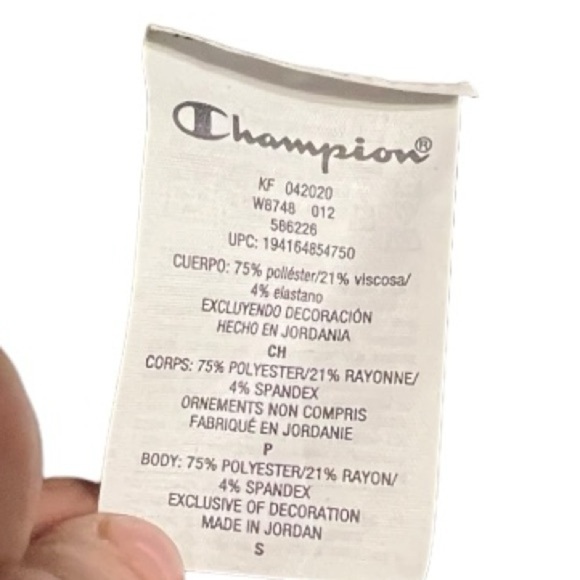 Champion®
KF 042020
W8748 012
586226
UPC: 194164854750
CUERPO: 75% poliéster/21% viscosa/
4% elastano
EXCLUYENDO DECORACIÓN
HECHO EN JORDANIA
CH
CORPS: 75% POLYESTER/21% RAYONNE/
4% SPANDEX
ORNEMENTS NON COMPRIS
FABRIQUÉ EN JORDANIE
P
BODY: 75% POLYESTER/21% RAYON/
4% SPANDEX
EXCLUSIVE OF DECORATION
MADE IN JORDAN
S